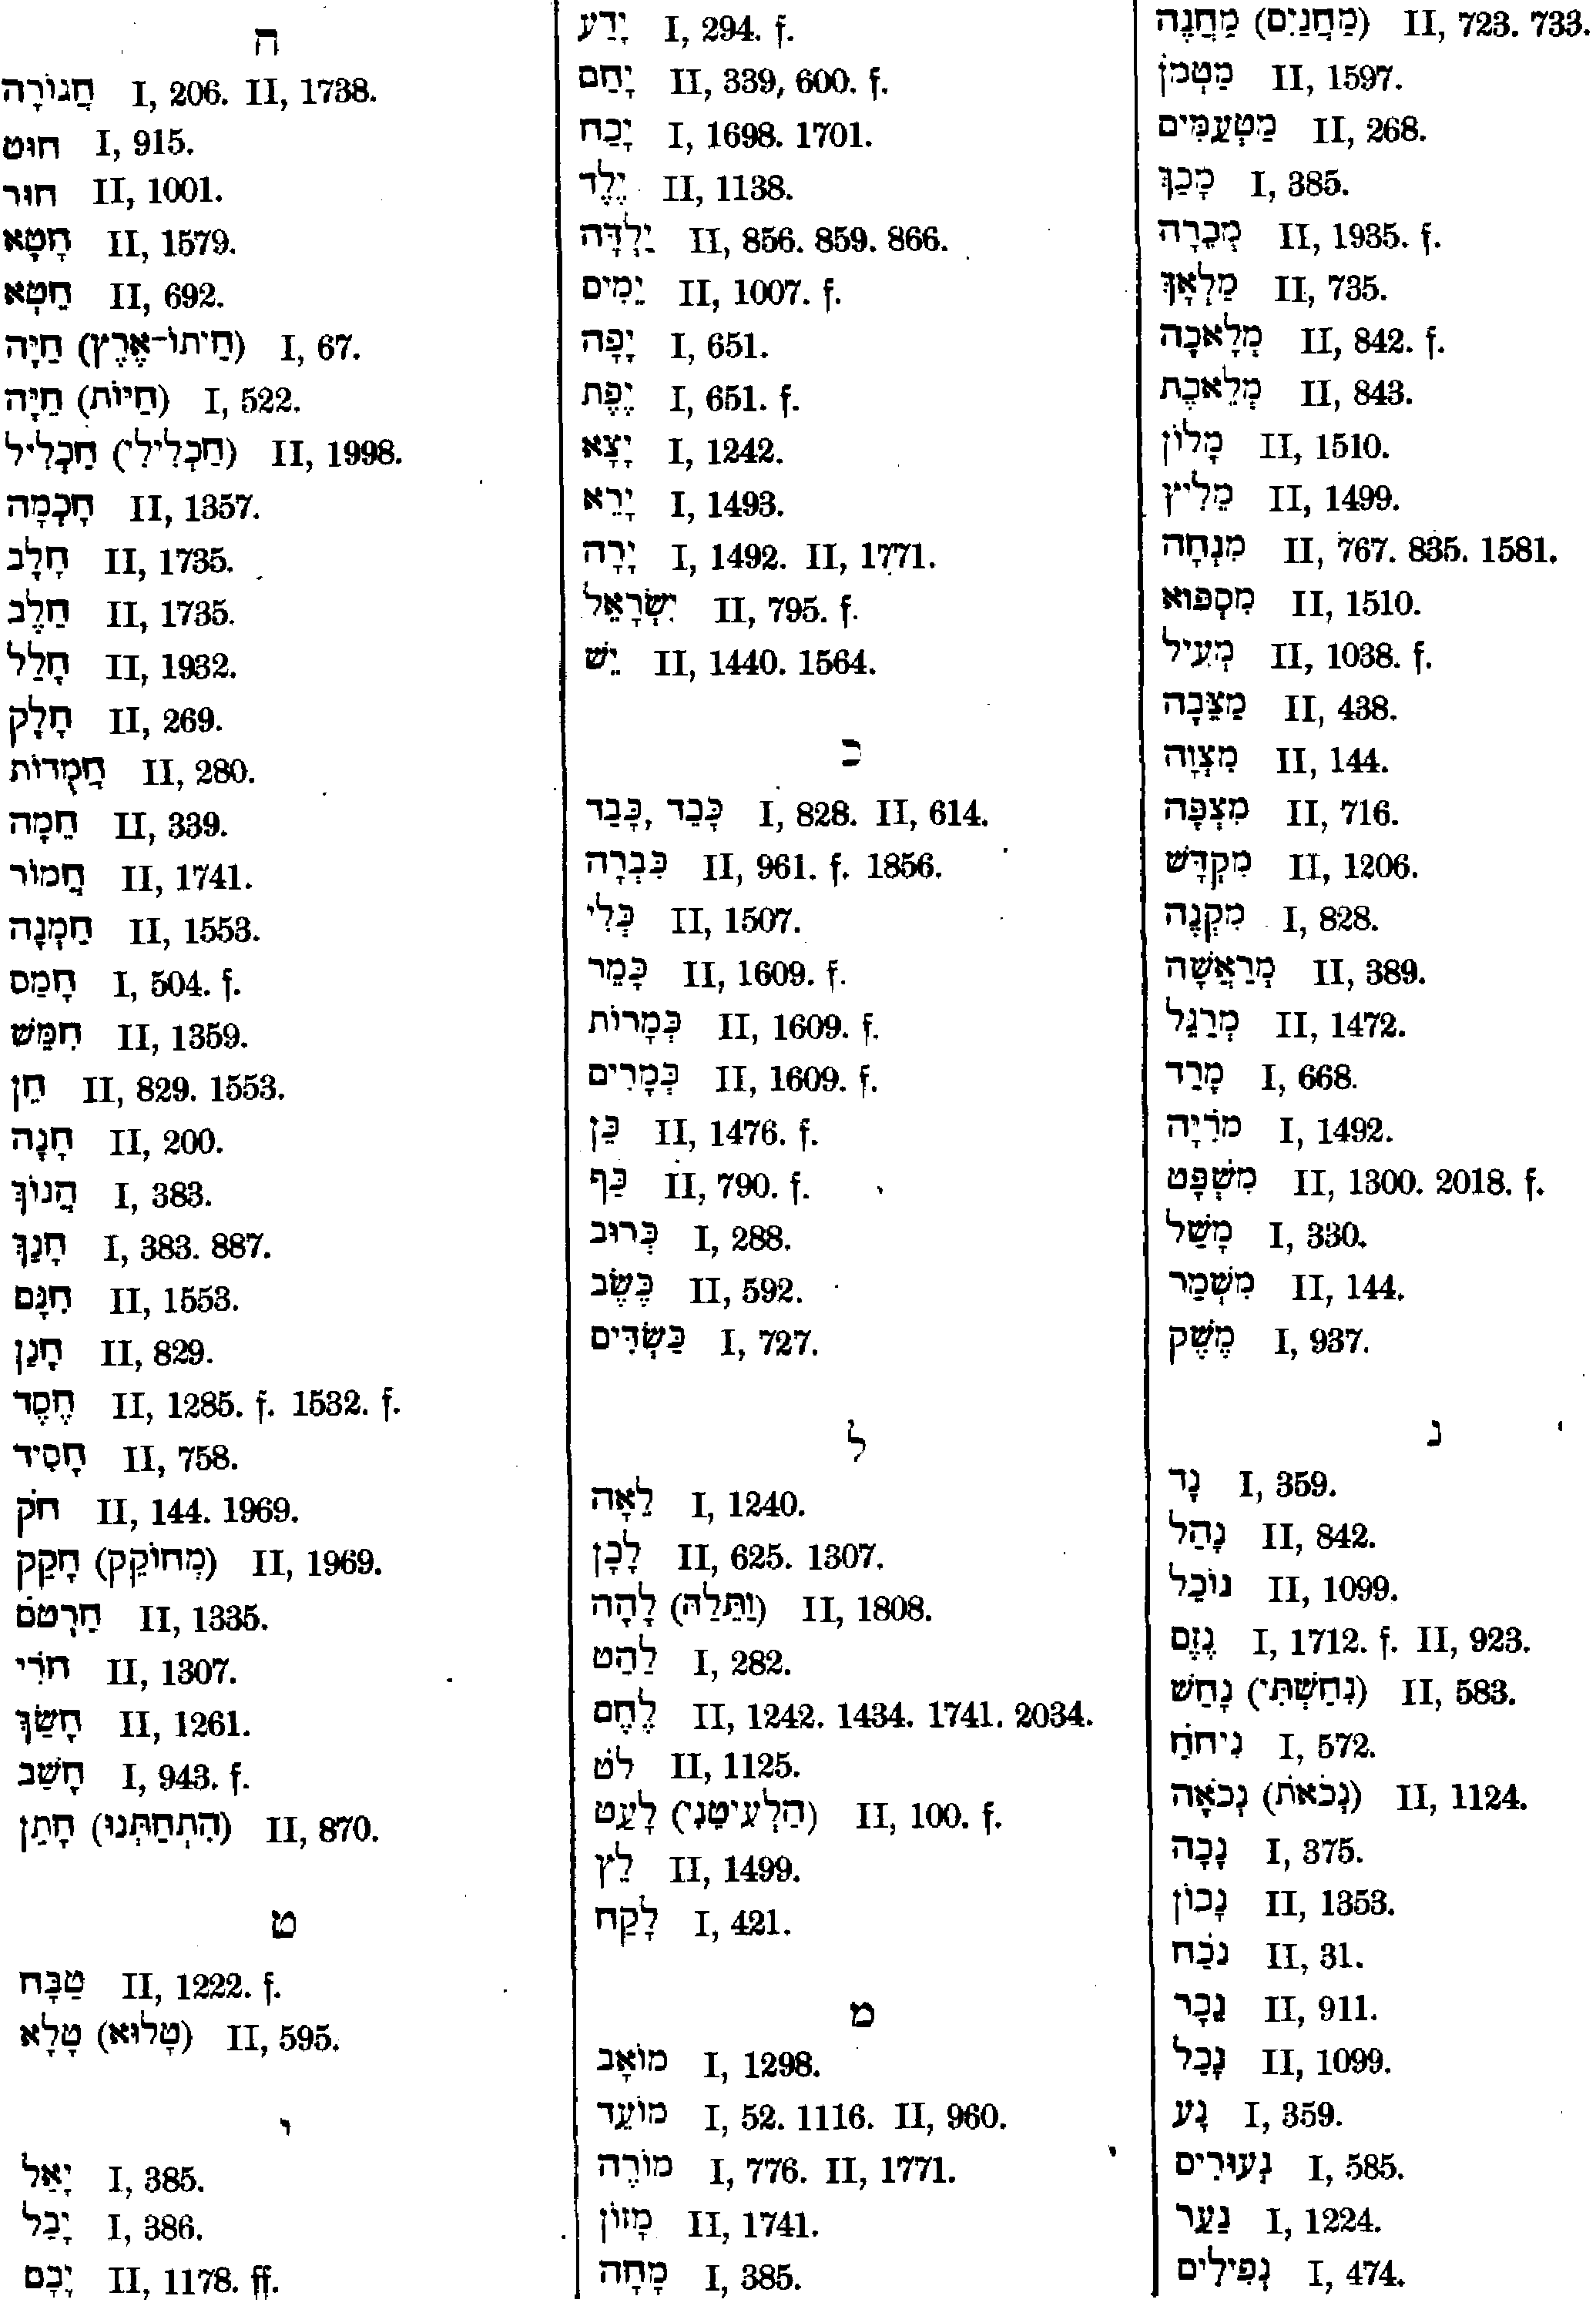 ה
חֲגוֹרָה I, 206. II, 1738.
חוּט I, 915.
חוּר II, 1001.
חָטָא II, 1579.
חֵטְא II, 692.
חַיָּה (חַיתוֹ־אֶרֶץ) I, 67.
חַיָּה (חַיּוֹת) I, 522.
חַכְלִיל (חַכְלִילִי) II, 1998.
חָכְמָה II, 1357.
חָלָב II, 1735.
חֵלֶב II, 1735.
חָלַל II, 1932.
חָלָק II, 269.
חֲמֻדוֹת II, 280.
חֵמָה II, 339.
חֲמוֹר II, 1741.
חַמְנָה II, 1553.
חָמַס I, 504. f.
חִמֵּשׁ II, 1359.
חֵן II, 829. 1553.
חָנָה II, 200.
חֲנוֹךְ I, 383.
חָנַךְ I, 383. 887.
חִנָּם II, 1553.
חָנַן II, 829.
חֶסֶד II, 1285. f. 1532. f.
חָסִיד II, 758.
חֹק II, 144. 1969.
חָקַק (מְחוֹקֵק) II, 1969.
חַרְטֹם II, 1335.
חֹרִי II, 1307.
חָשַׂךְ II, 1261.
חָשַׁב I, 943. f.
חָתַן (הִתְחַתְּנוּ) II, 870.
ט
טַבָּח II, 1222. f.
טָלָא (טָלוּא) II, 595.
י
יָאַל I, 385.
יָבַל I, 386.
יָבָם II, 1178. ff.
יָדַע I, 294. f.
יָחַם II, 339, 600. f.
יָכַח I, 1698. 1701.
יֶלֶד II, 1138.
יַלְדָּה II, 856. 859. 866.
יֵמִים II, 1007. f.
יָפָה I, 651.
יֶפֶת I, 651. f.
יָצָא I, 1242.
יָרֵא I, 1493.
יָרָה I, 1492. II, 1771.
יִשְׂרָאֵל II, 795. f.
יֵשׁ II, 1440. 1564.
כ
כָּבֵד, כָּבַד I, 828. II, 614.
כִּבְרָה II, 961. f. 1856.
כְּלִי II, 1507.
כָּמַר II, 1609. f.
כְּמָרוֹת II, 1609. f.
כְּמָרִים II, 1609. f.
כֵּן II, 1476. f.
כַּף II, 790. f.
כְּרוּב I, 288.
כֶּשֶׂב II, 592.
כַּשְׂדִּים I, 727.
ל
לֵאָה I, 1240.
לָכֵן II, 625. 1307.
לָהָה (וַתֵּלַהּ) II, 1808.
לַהַט I, 282.
לֶחֶם II, 1242. 1434. 1741. 2034.
לֹט II, 1125.
לָעַט (הַלְעִיטֵנִי) II, 100. f.
לֵץ II, 1499.
לָקַח I, 421.
מ
מוֹאָב I, 1298.
מוֹעֵד I, 52. 1116. II, 960.
מוֹרֶה I, 776. II, 1771.
מָזוֹן II, 1741.
מָחָה I, 385.
מַחֲנֶה (מַחֲנַיִם) II, 723. 733.
מַטְמֹן II, 1597.
מַטְעַמִּים II, 268.
מָכַךְ I, 385.
מְכֵרָה II, 1935. f.
מַלְאָךְ II, 735.
מְלָאכָה II, 842. f.
מְלֵאכֶת II, 843.
מָלוֹן II, 1510.
מֵלִיץ II, 1499.
מִנְחָה II, 767. 835. 1581.
מִסְפּוֹא II, 1510.
מְעִיל II, 1038. f.
מַצֵּבָה II, 438.
מִצְוָה II, 144.
מִצְפָּה II, 716.
מִקְדָּשׁ II, 1206.
מִקְנֶה I, 828.
מְרַאֲשָׁה II, 389.
מְרַגֵּל II, 1472.
מָרַד I, 668.
מֹרִיָּה I, 1492.
מִשְׁפָּט II, 1300. 2018. f.
מָשַׁל I, 330.
מִשְׁמַר II, 144.
מֶשֶׁק I, 937.
נ
נָד I, 359.
נָהַל II, 842.
נוֹכַל II, 1099.
נֶזֶם I, 1712. f. II, 923.
נָחַשׁ (נִחַשְׁתִּי) II, 583.
נִיחֹחַ I, 572.
נְכֹאָה (נְכֹאת) II, 1124.
נָכָה I, 375.
נָכוֹן II, 1353.
נֹכַח II, 31.
נֵכָר II, 911.
נָכַל II, 1099.
נָע I, 359.
נְעוּרִים I, 585.
נַעַר I, 1224.
נְפִילִים I, 474.